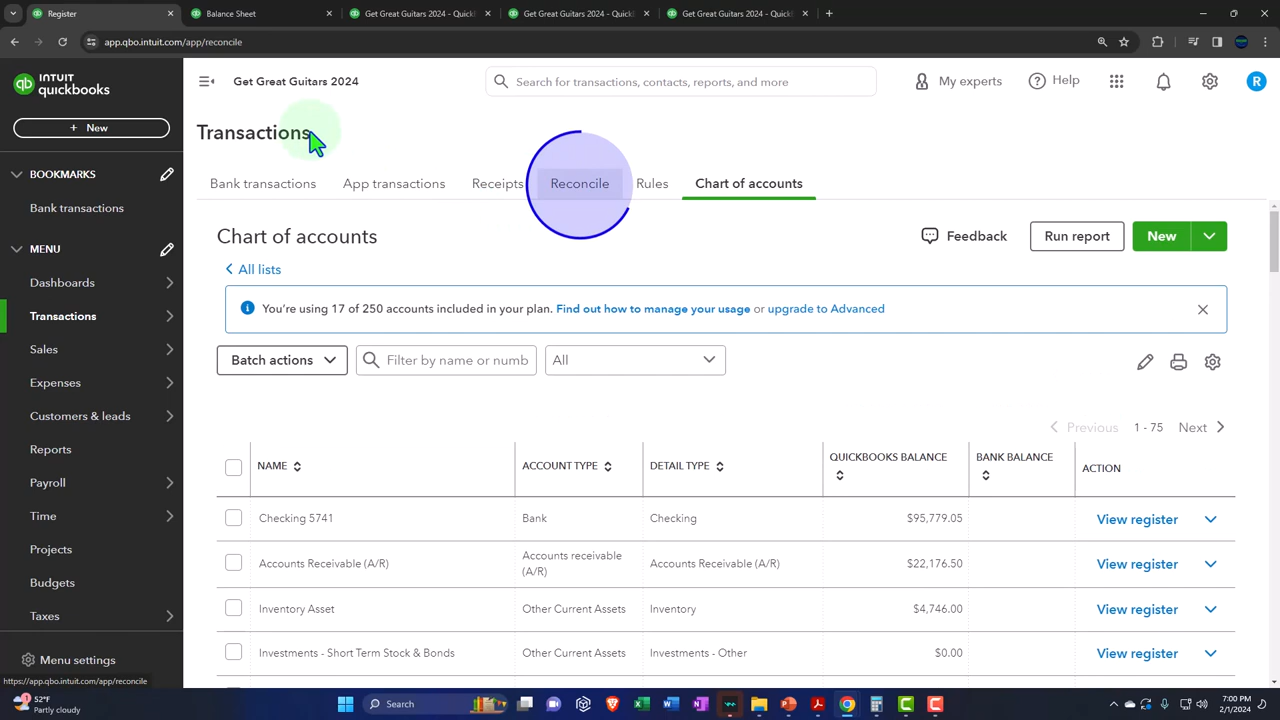 Register
Balance Sheet
Get Great Guitars 2024 - Quick
Get Great Guitars 2024 - Quick
Get Great Guitars 2024 - Quick
app.qbo.intuit.com/app/reconcile
INTUIT
quickbooks
Get Great Guitars 2024
Search for transactions, contacts, reports, and more
My experts
Help
R
+ New
Transactions
BOOKMARKS
Bank transactions
MENU
Dashboards
Transactions
Sales
Expenses
Customers & leads
Reports
Payroll
Time
Projects
Budgets
Taxes
Menu settings
Bank transactions App transactions Receipts Reconcile Rules Chart of accounts
Chart of accounts
Feedback
Run report
New
All lists
You're using 17 of 250 accounts included in your plan. Find out how to manage your usage or upgrade to Advanced
Batch actions
Filter by name or numb
All
Previous 1 - 75 Next
NAME ACCOUNT TYPE DETAIL TYPE QUICKBOOKS BALANCE BANK BALANCE ACTION
Checking 5741 Bank Checking $95,779.05 View register
Accounts Receivable (A/R) Accounts receivable (A/R) Accounts Receivable (A/R) $22,176.50 View register
Inventory Asset Other Current Assets Inventory $4,746.00 View register
Investments - Short Term Stock & Bonds Other Current Assets Investments - Other $0.00 View register
https://app.qbo.intuit.com/app/reconcile
52°F
Partly cloudy
Search
7:00 PM
2/1/2024